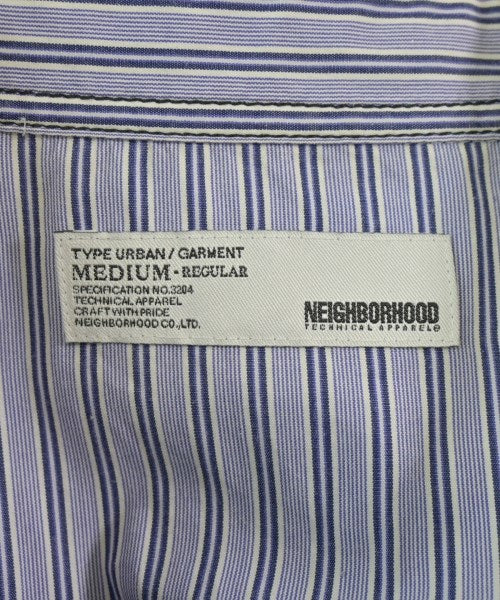 TYPE URBAN / GARMENT
MEDIUM - REGULAR
SPECIFICATION NO.3204
TECHNICAL APPAREL
CRAFT WITH PRIDE
NEIGHBORHOOD CO.,LTD.
NEIGHBORHOOD
TECHNICAL APPAREL®